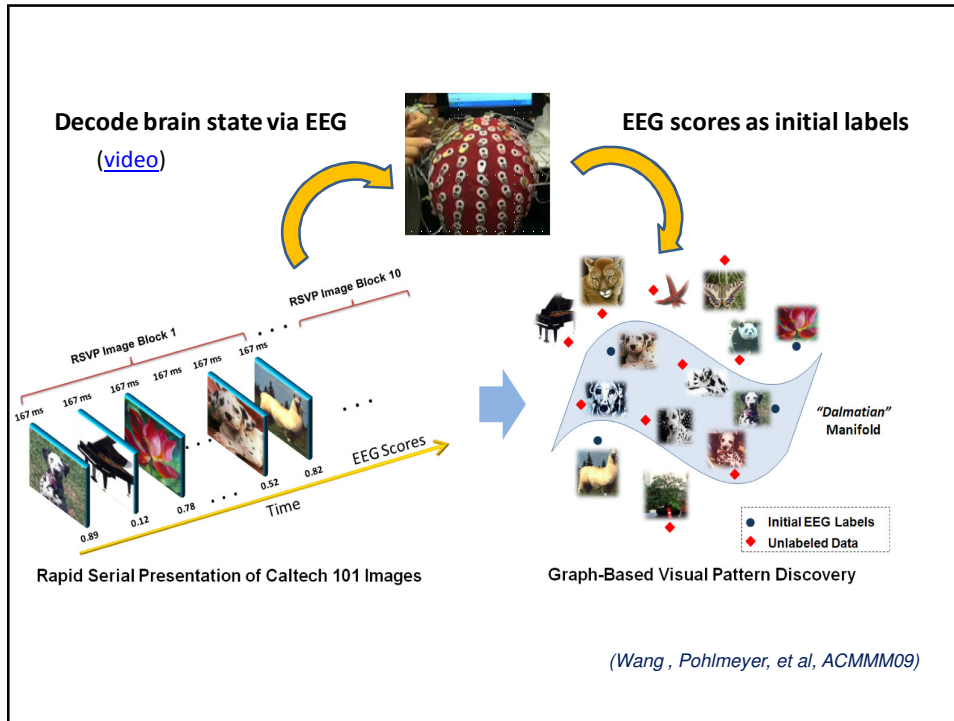 Decode brain state via EEG
(video)
EEG scores as initial labels
RSVP Image Block 1
RSVP Image Block 10
. . .
167 ms
167 ms
167 ms
167 ms
167 ms
167 ms
. . .
. . .
. . .
0.89
0.12
0.78
0.52
0.82
EEG Scores
Time
Rapid Serial Presentation of Caltech 101 Images
"Dalmatian"
Manifold
Initial EEG Labels
Unlabeled Data
Graph-Based Visual Pattern Discovery
(Wang , Pohlmeyer, et al, ACMMM09)